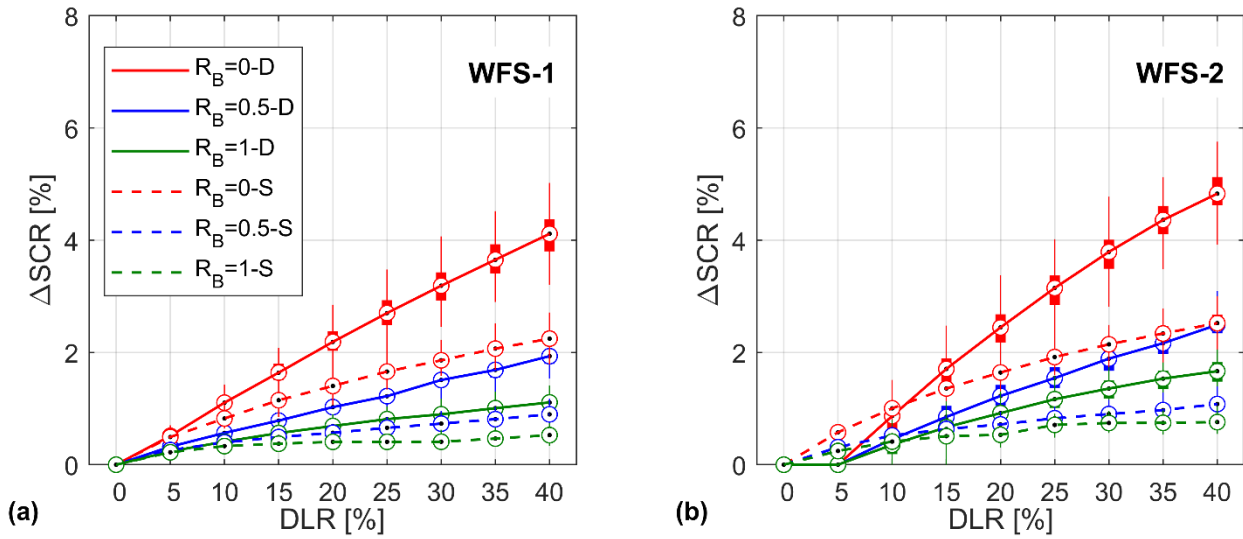 WFS-1
R_B=0-D
R_B=0.5-D
R_B=1-D
R_B=0-S
R_B=0.5-S
R_B=1-S
ΔSCR [%]
8
6
4
2
0
0 5 10 15 20 25 30 35 40
DLR [%]
(a)
WFS-2
ΔSCR [%]
8
6
4
2
0
0 5 10 15 20 25 30 35 40
DLR [%]
(b)